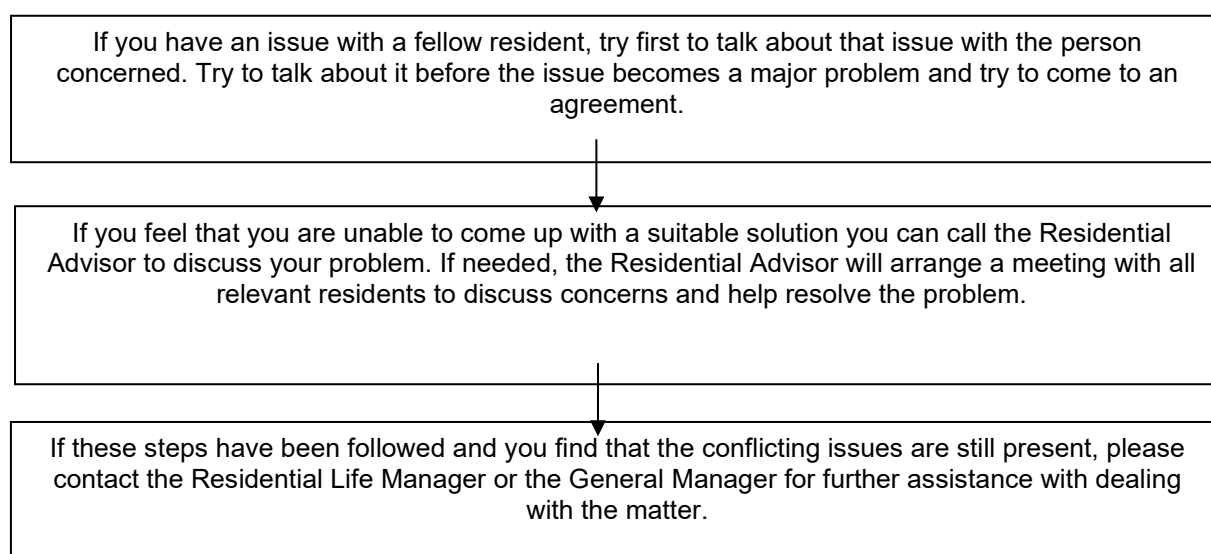 If you have an issue with a fellow resident, try first to talk about that issue with the person
concerned. Try to talk about it before the issue becomes a major problem and try to come to an
agreement.
If you feel that you are unable to come up with a suitable solution you can call the Residential
Advisor to discuss your problem. If needed, the Residential Advisor will arrange a meeting with all
relevant residents to discuss concerns and help resolve the problem.
If these steps have been followed and you find that the conflicting issues are still present, please
contact the Residential Life Manager or the General Manager for further assistance with dealing
with the matter.